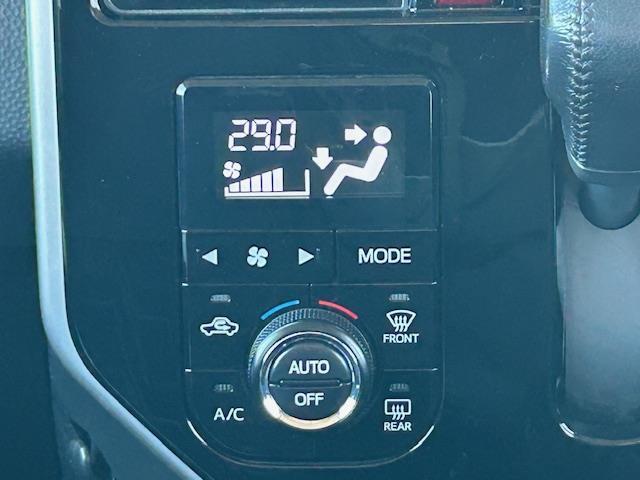 29.0
MODE
FRONT
AUTO
OFF
A/C
REAR